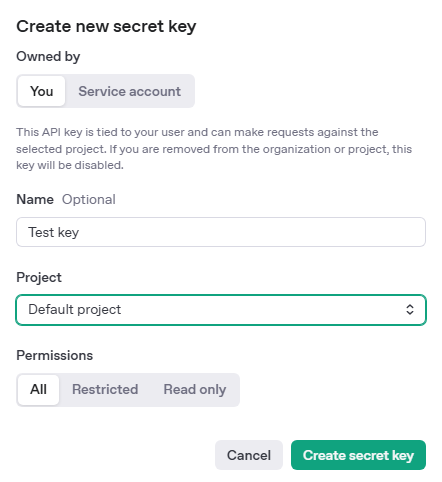 Create new secret key
Owned by
You Service account
This API key is tied to your user and can make requests against the
selected project. If you are removed from the organization or project, this
key will be disabled.
Name Optional
Test key
Project
Default project
Permissions
All Restricted Read only
Cancel Create secret key